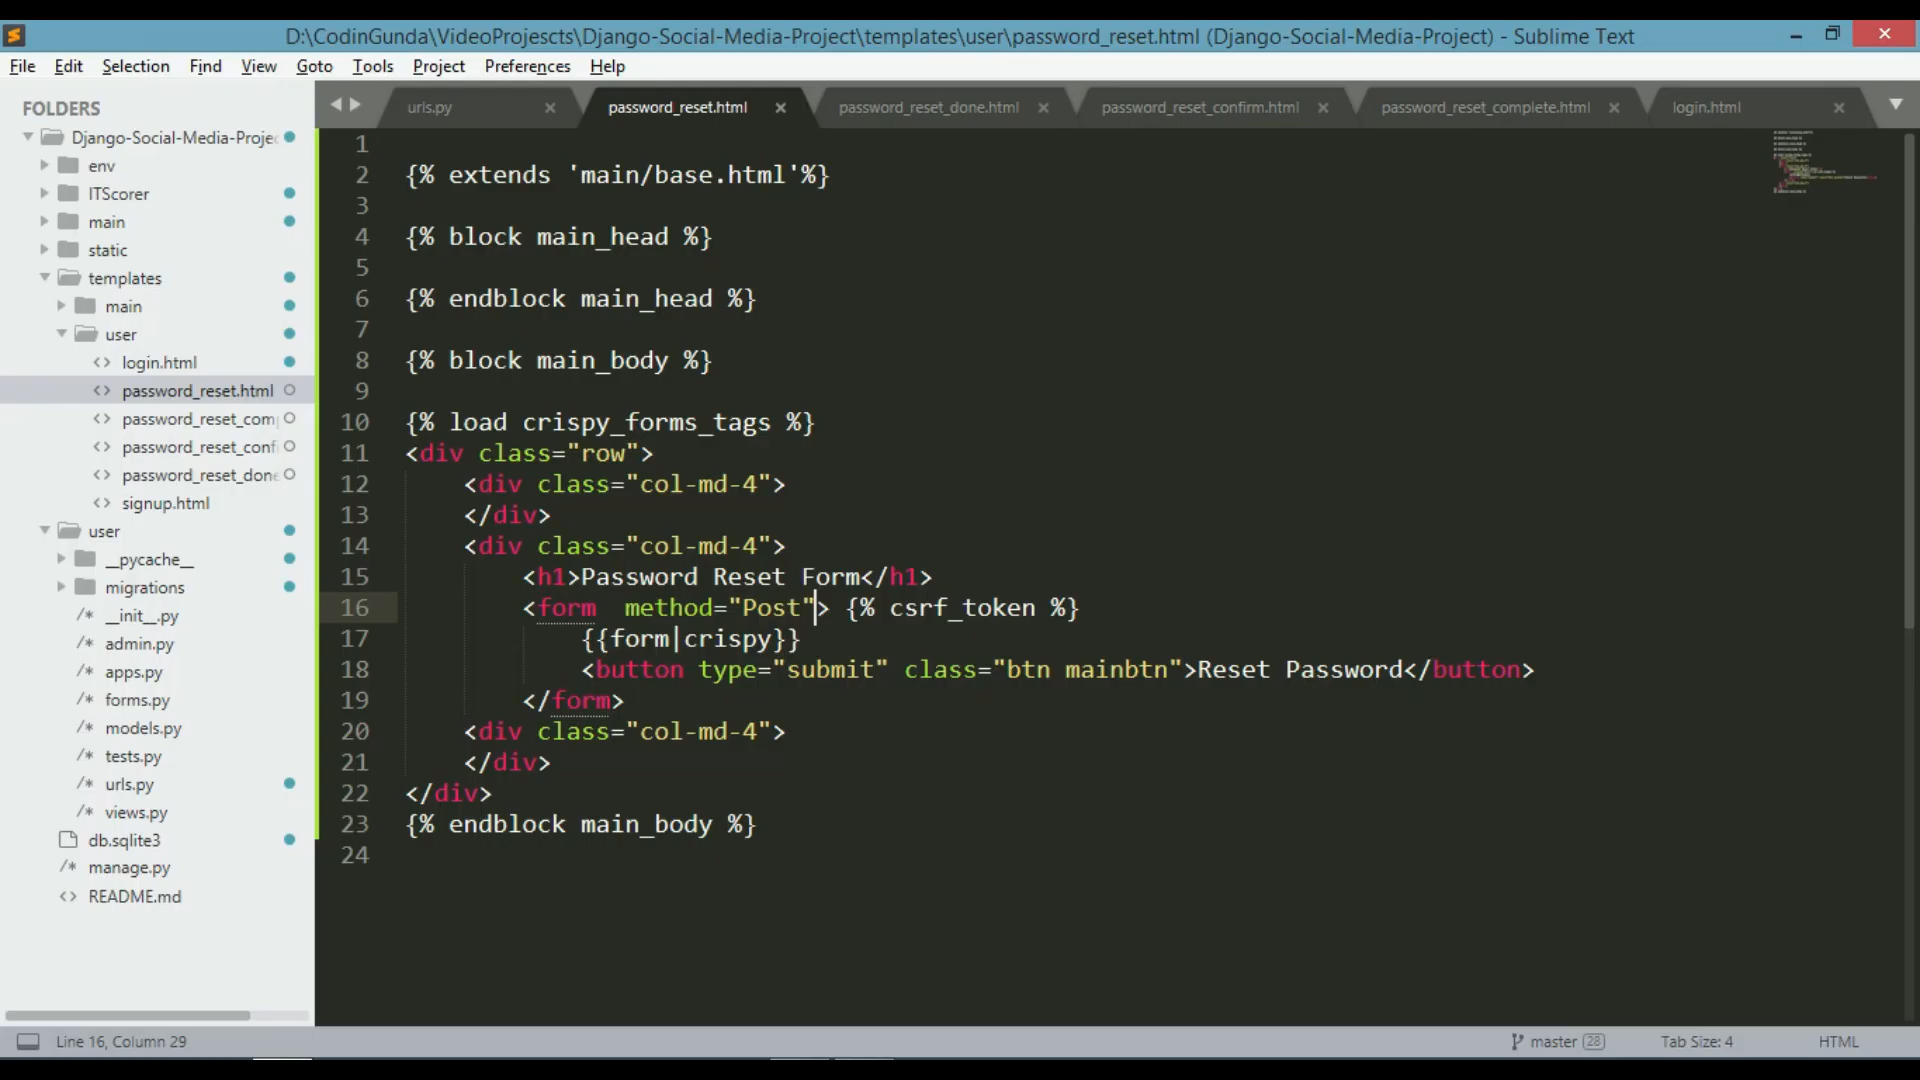 D:\CodinGunda\VideoProjescts\Django-Social-Media-Project\templates\user\password_reset.html (Django-Social-Media-Project) - Sublime Text
File Edit Selection Find View Goto Tools Project Preferences Help
FOLDERS
Django-Social-Media-Projec
env
ITScorer
main
static
templates
main
user
login.html
password_reset.html
password_reset_com
password_reset_confi
password_reset_done
signup.html
user
__pycache__
migrations
/* __init__.py
/* admin.py
/* apps.py
/* forms.py
/* models.py
/* tests.py
/* urls.py
/* views.py
db.sqlite3
/* manage.py
<> README.md
urls.py password_reset.html password_reset_done.html password_reset_confirm.html password_reset_complete.html login.html
1
2 {% extends 'main/base.html'%}
3
4 {% block main_head %}
5
6 {% endblock main_head %}
7
8 {% block main_body %}
9
10 {% load crispy_forms_tags %}
11 <div class="row">
12 <div class="col-md-4">
13 </div>
14 <div class="col-md-4">
15 <h1>Password Reset Form</h1>
16 <form  method="Post"> {% csrf_token %}
17 {{form|crispy}}
18 <button type="submit" class="btn mainbtn">Reset Password</button>
19 </form>
20 <div class="col-md-4">
21 </div>
22 </div>
23 {% endblock main_body %}
24
Line 16, Column 29
master 28 Tab Size: 4 HTML